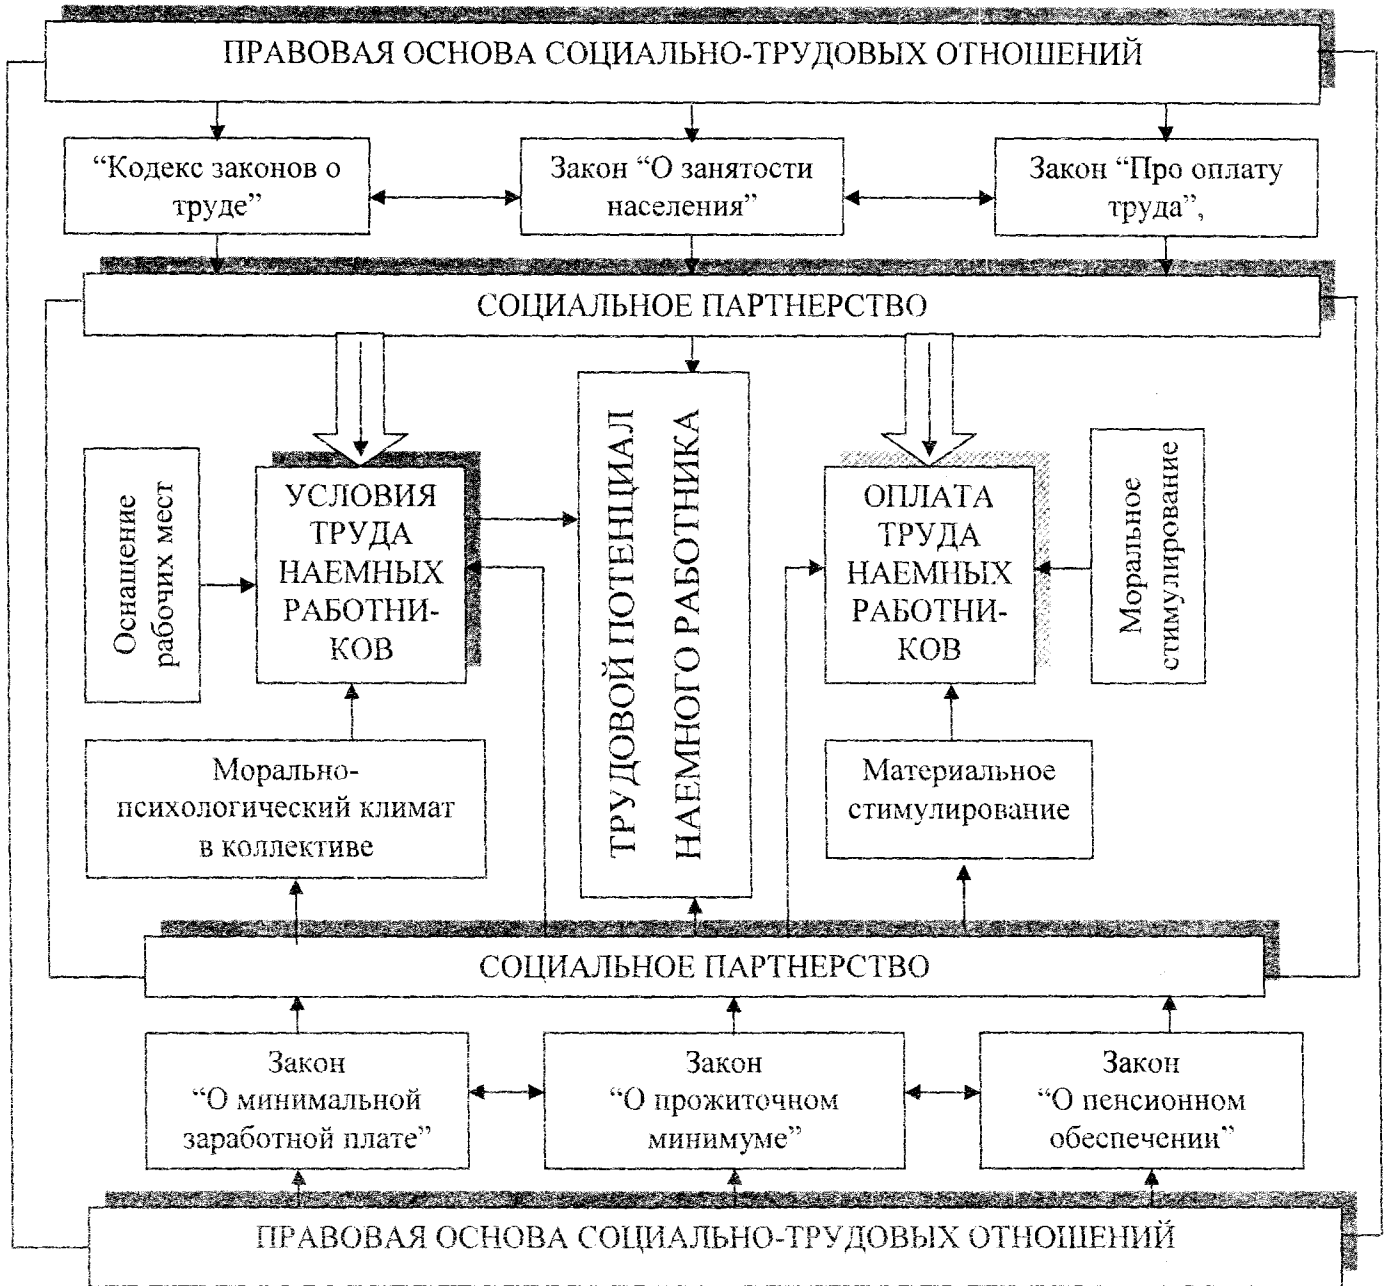 ПРАВОВАЯ ОСНОВА СОЦИАЛЬНО-ТРУДОВЫХ ОТНОШЕНИЙ
“Кодекс законов о
труде”
Закон “О занятости
населения”
Закон “Про оплату
труда”,
СОЦИАЛЬНОЕ ПАРТНЕРСТВО
Оснащение
рабочих мест
УСЛОВИЯ
ТРУДА
НАЕМНЫХ
РАБОТНИ-
КОВ
ТРУДОВОЙ ПОТЕНЦИАЛ
НАЕМНОГО РАБОТНИКА
ОПЛАТА
ТРУДА
НАЕМНЫХ
РАБОТНИ-
КОВ
Моральное
стимулирование
Морально-
психологический климат
в коллективе
Материальное
стимулирование
СОЦИАЛЬНОЕ ПАРТНЕРСТВО
Закон
“О минимальной
заработной плате”
Закон
“О прожиточном
минимуме”
Закон
“О пенсионном
обеспечении”
ПРАВОВАЯ ОСНОВА СОЦИАЛЬНО-ТРУДОВЫХ ОТНОШЕНИЙ